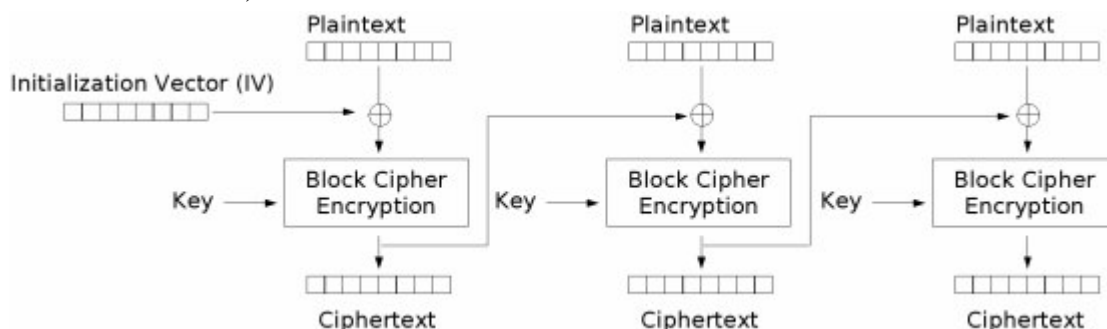 Plaintext Plaintext Plaintext
Initialization Vector (IV)
Block Cipher Block Cipher Block Cipher
Key Encryption Key Encryption Key Encryption
Ciphertext Ciphertext Ciphertext